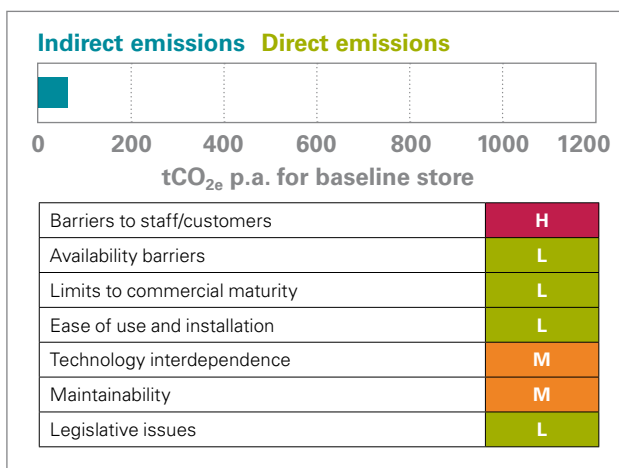 Indirect emissions Direct emissions
0 200 400 600 800 1000 1200
tCO2e p.a. for baseline store
Barriers to staff/customers H
Availability barriers L
Limits to commercial maturity L
Ease of use and installation L
Technology interdependence M
Maintainability M
Legislative issues L